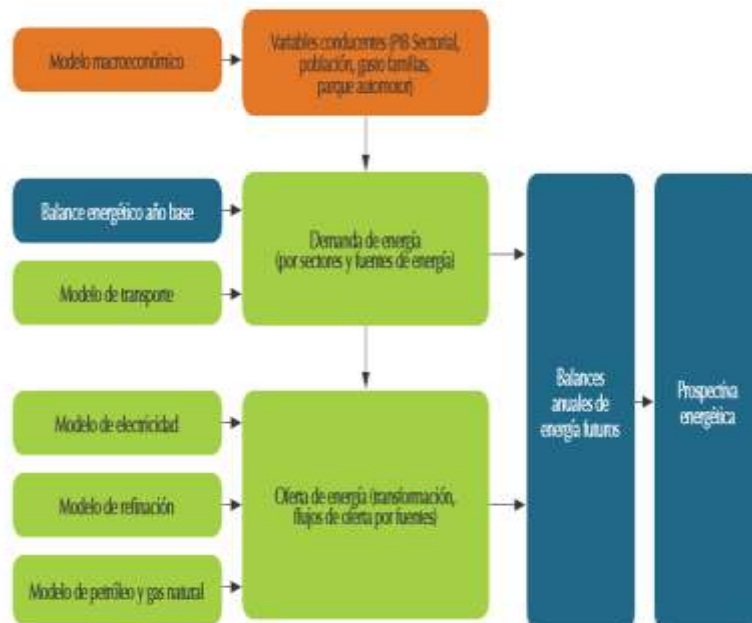 Modelo macroeconómico
Variables conducentes (PIB Sectorial,
población, gasto familias,
parque automotor)
Balance energético año base
Modelo de transporte
Demanda de energía
(por sectores y fuentes de energía)
Modelo de electricidad
Modelo de refinación
Modelo de petróleo y gas natural
Oferta de energía (transformación,
flujos de oferta por fuentes)
Balances
anuales de
energía futuros
Prospectiva
energética